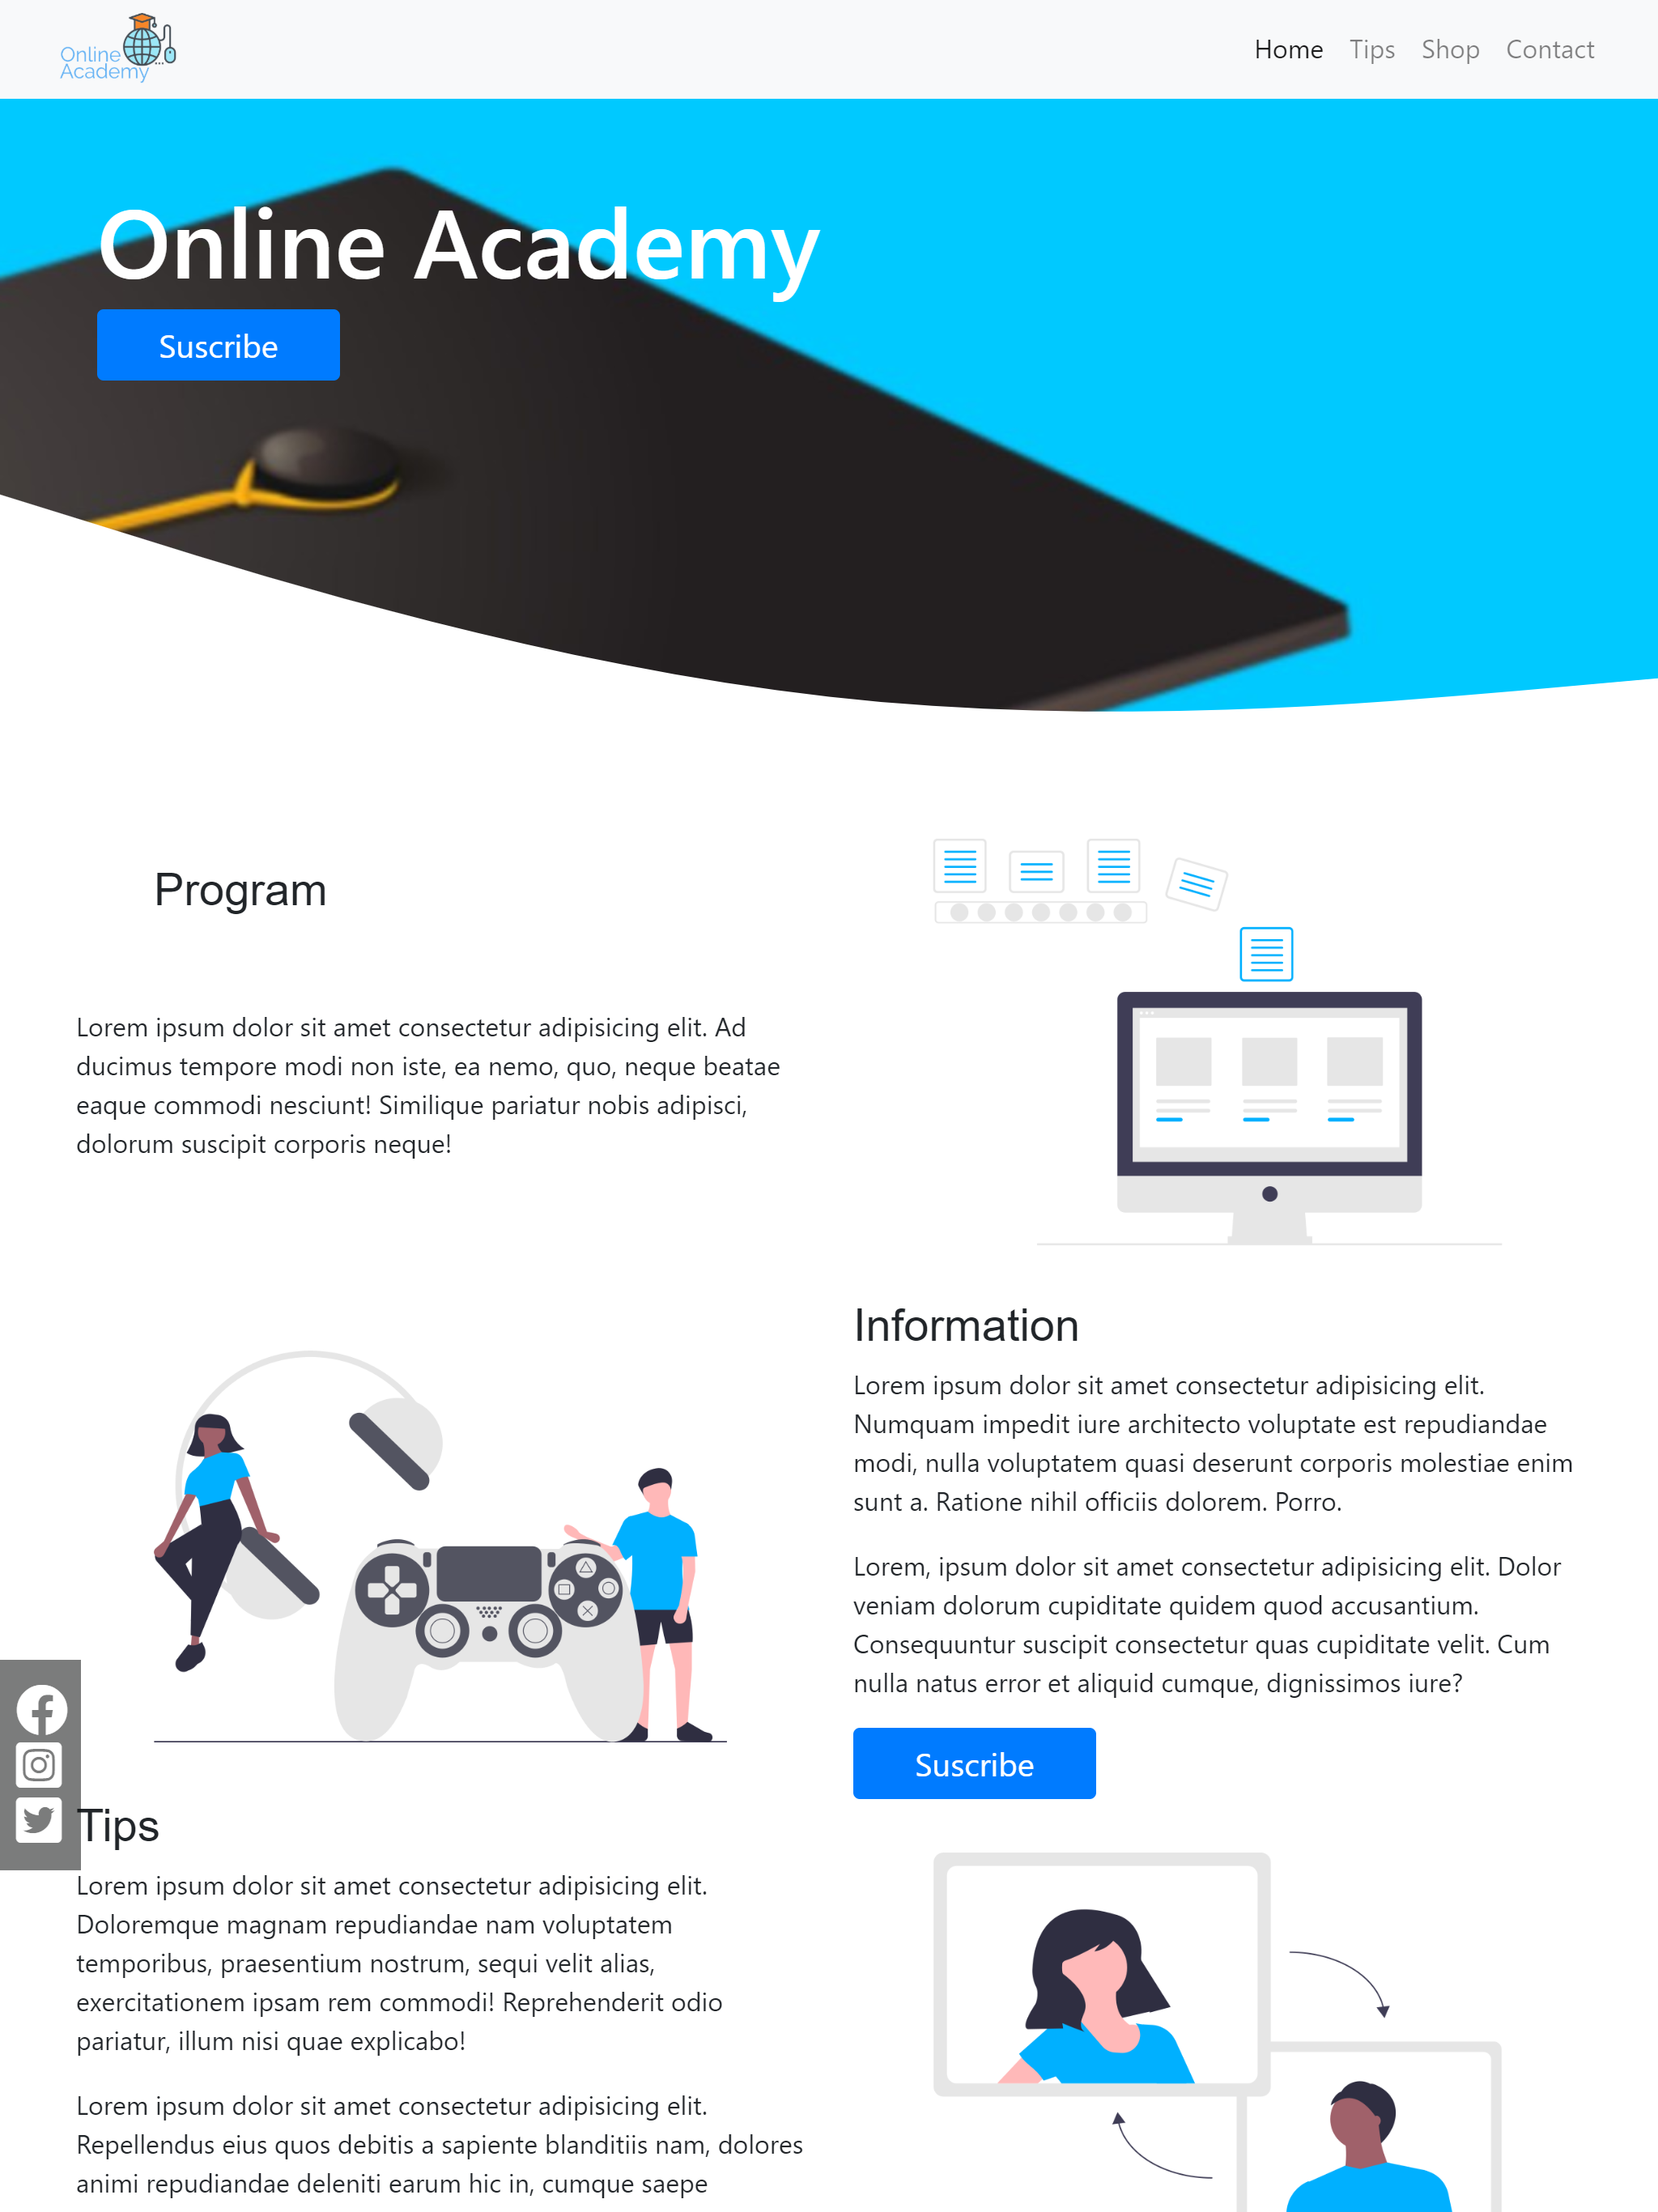 Online
Academy
Home Tips Shop Contact
Online Academy
Suscribe
Program
Lorem ipsum dolor sit amet consectetur adipisicing elit. Ad
ducimus tempore modi non iste, ea nemo, quo, neque beatae
eaque commodi nesciunt! Similique pariatur nobis adipisci,
dolorum suscipit corporis neque!
Information
Lorem ipsum dolor sit amet consectetur adipisicing elit.
Numquam impedit iure architecto voluptate est repudiandae
modi, nulla voluptatem quasi deserunt corporis molestiae enim
sunt a. Ratione nihil officiis dolorem. Porro.
Lorem, ipsum dolor sit amet consectetur adipisicing elit. Dolor
veniam dolorum cupiditate quidem quod accusantium.
Consequuntur suscipit consectetur quas cupiditate velit. Cum
nulla natus error et aliquid cumque, dignissimos iure?
Suscribe
Tips
Lorem ipsum dolor sit amet consectetur adipisicing elit.
Doloremque magnam repudiandae nam voluptatem
temporibus, praesentium nostrum, sequi velit alias,
exercitationem ipsam rem commodi! Reprehenderit odio
pariatur, illum nisi quae explicabo!
Lorem ipsum dolor sit amet consectetur adipisicing elit.
Repellendus eius quos debitis a sapiente blanditiis nam, dolores
animi repudiandae deleniti earum hic in, cumque saepe